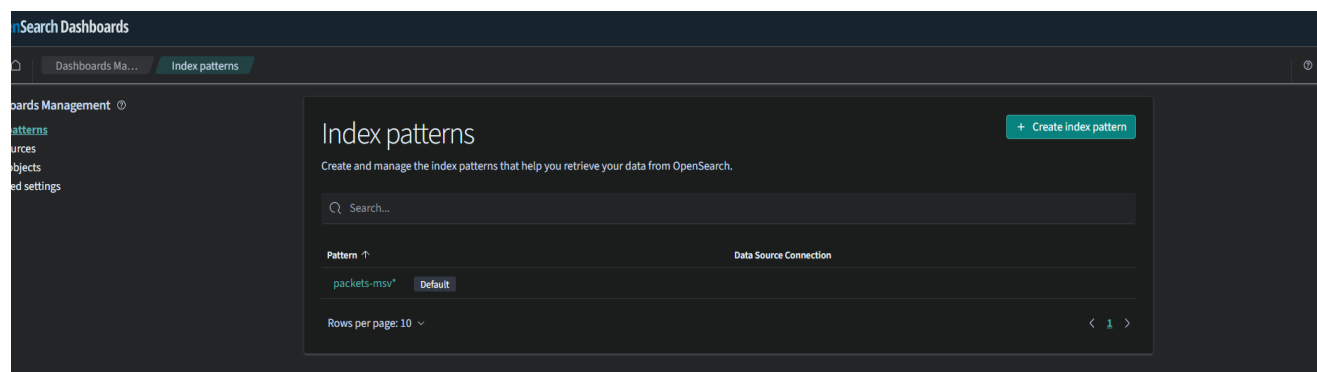 nSearch Dashboards
Dashboards Ma... Index patterns
oards Management
atterns
urces
bjects
ed settings
Index patterns
+ Create index pattern
Create and manage the index patterns that help you retrieve your data from OpenSearch.
Search...
Pattern ↑ Data Source Connection
packets-msv* Default
Rows per page: 10
< 1 >